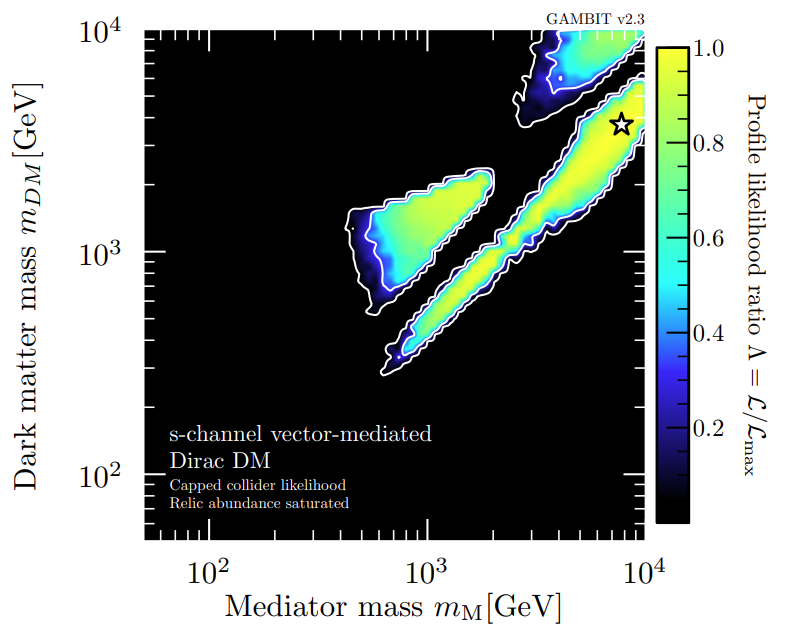 GAMBIT v2.3
10⁴
10³
10²
Dark matter mass m_DM [GeV]
s-channel vector-mediated
Dirac DM
Capped collider likelihood
Relic abundance saturated
10² 10³ 10⁴
Mediator mass m_M [GeV]
1.0
0.8
0.6
0.4
0.2
Profile likelihood ratio Λ = ℒ/ℒ_max